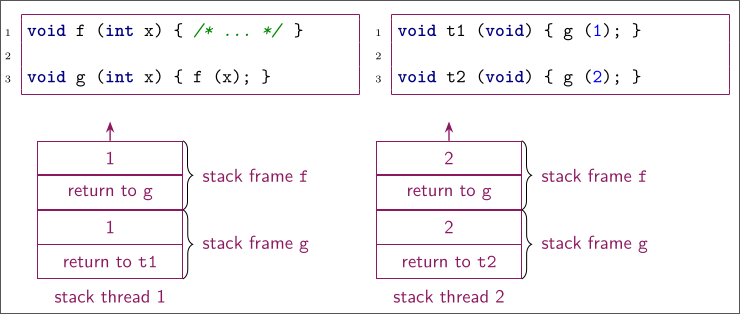 1 void f (int x) { /* ... */ }
2
3 void g (int x) { f (x); }
1 void t1 (void) { g (1); }
2
3 void t2 (void) { g (2); }
1
return to g
stack frame f
1
return to t1
stack frame g
stack thread 1
2
return to g
stack frame f
2
return to t2
stack frame g
stack thread 2